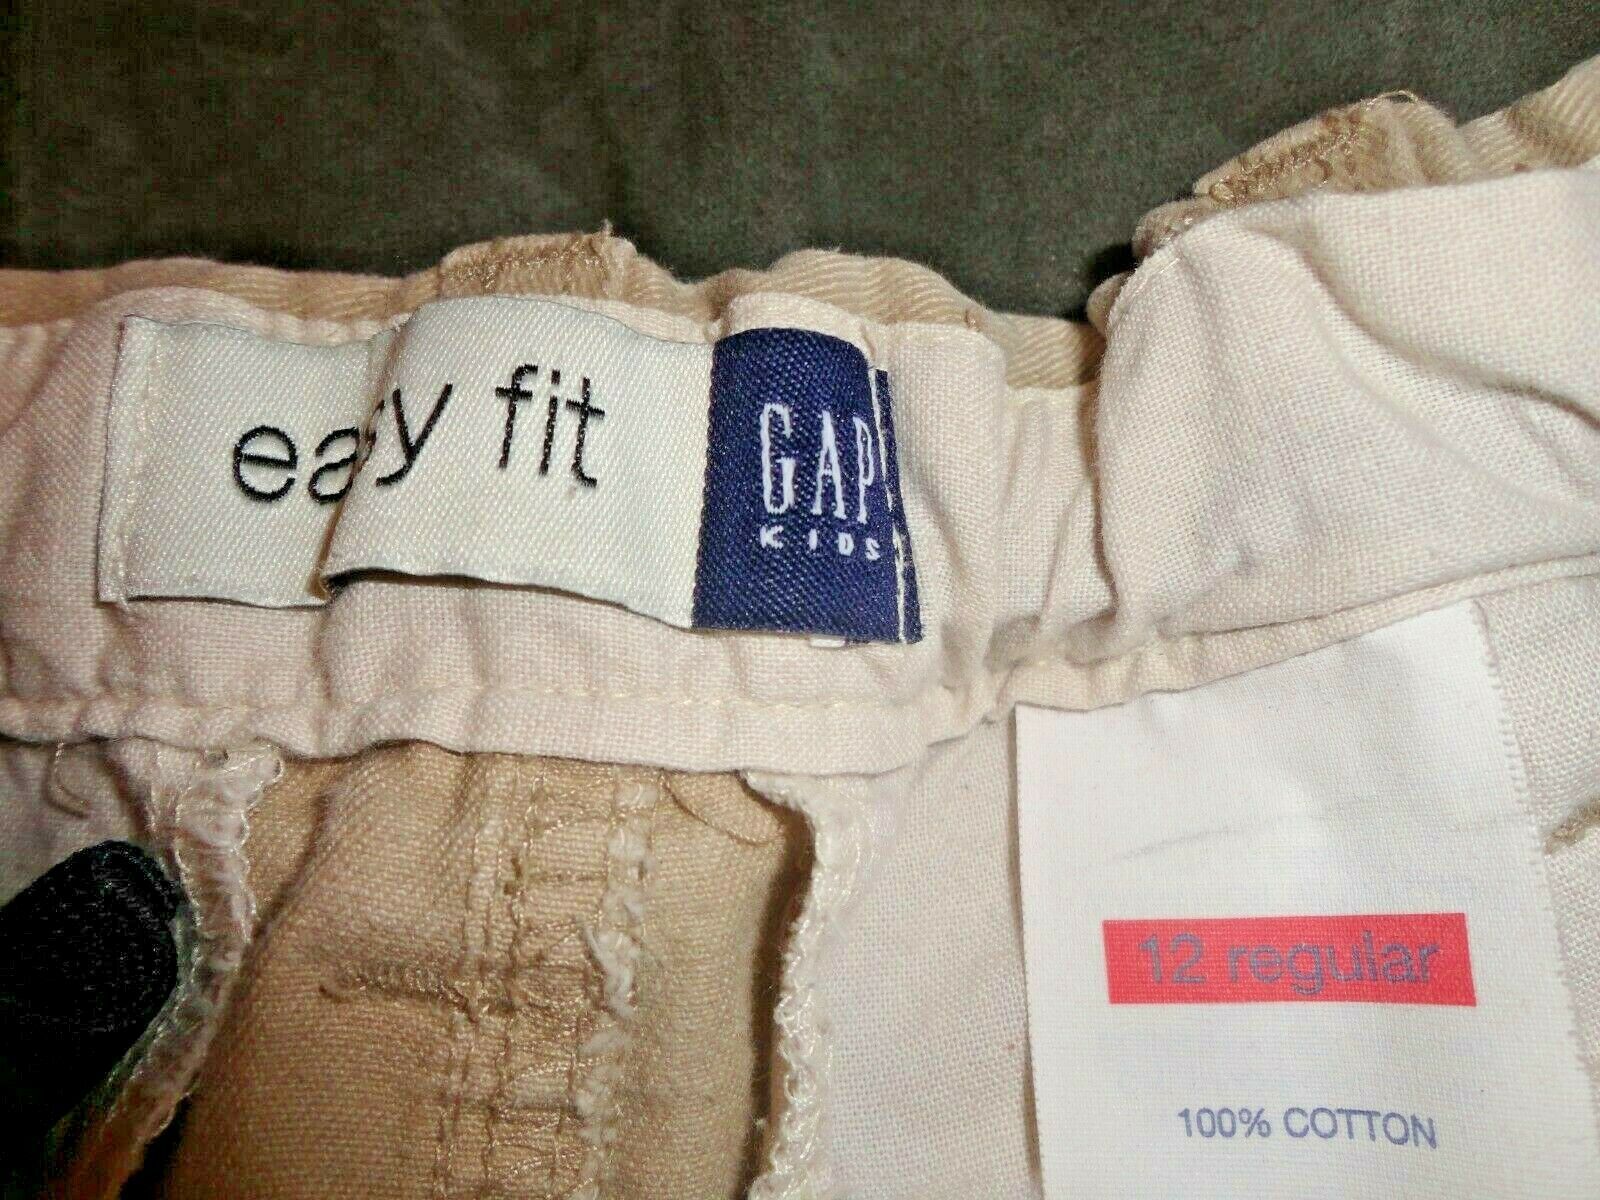 easy fit
GAP
KIDS
12 regular
100% COTTON